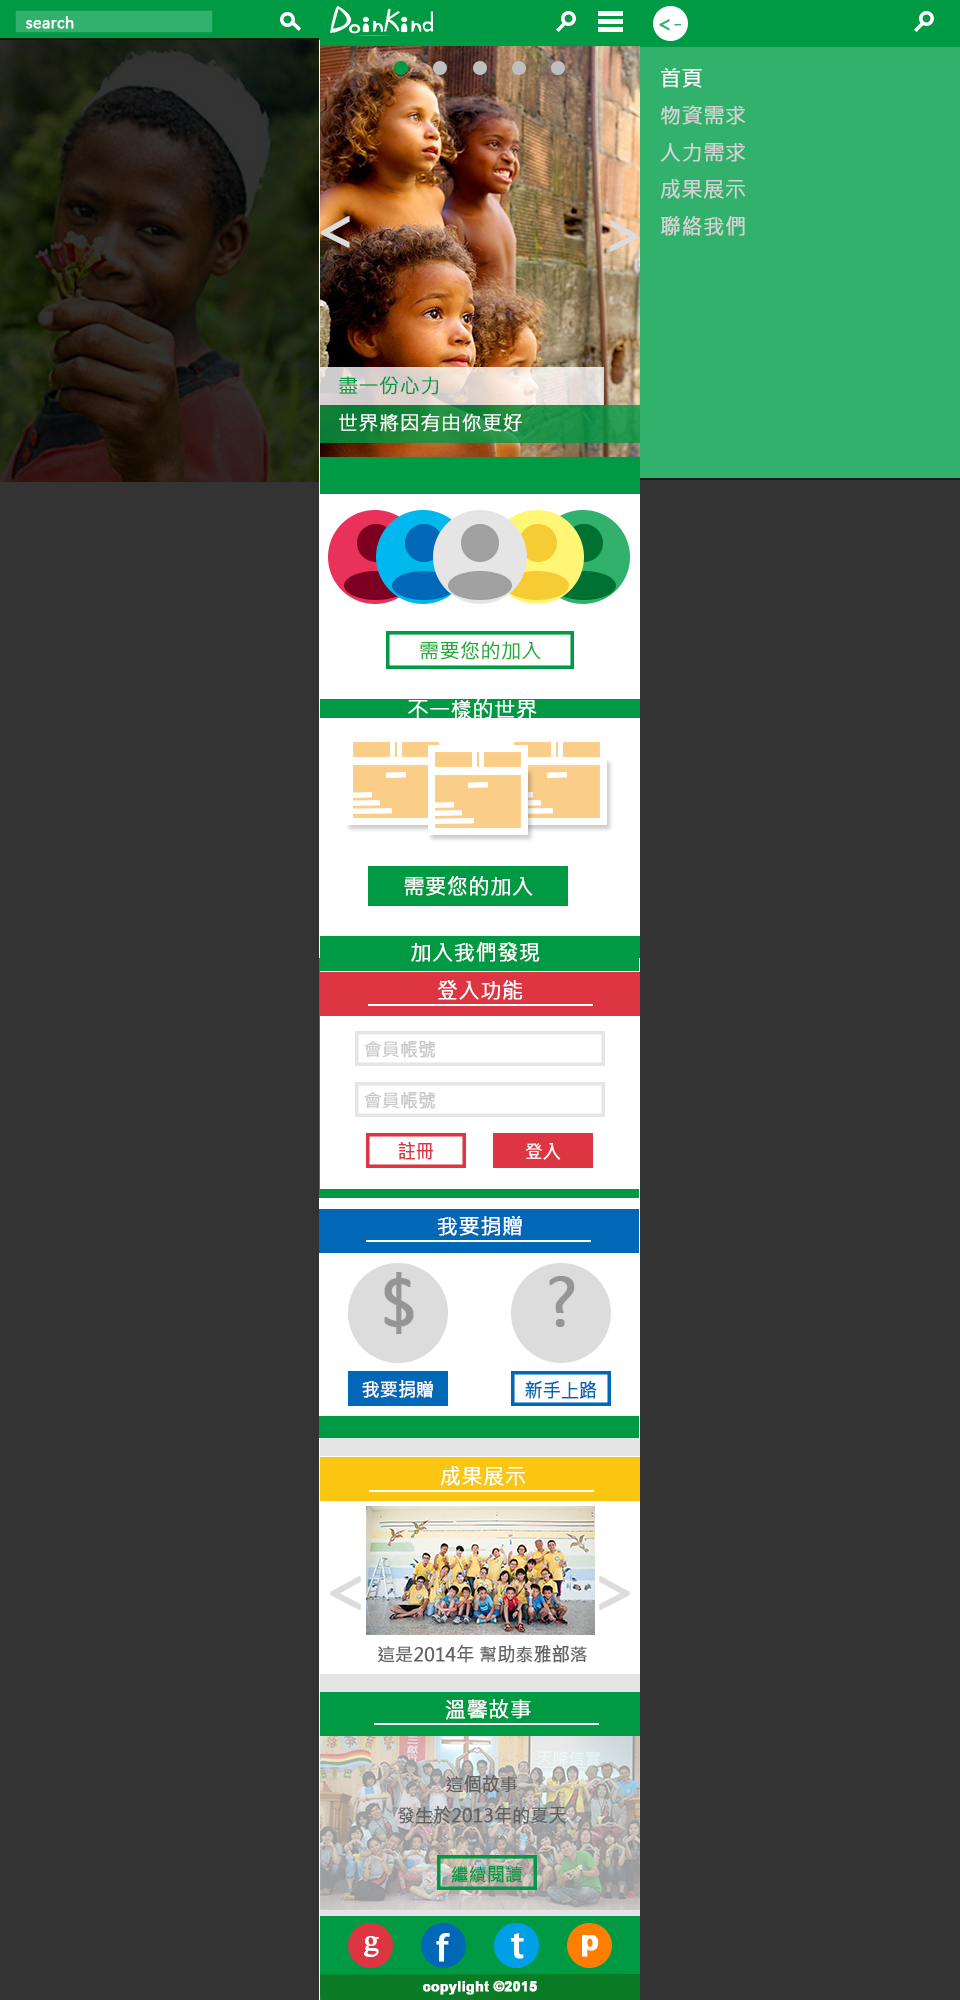 search
DoinKind
<-
首頁
物資需求
人力需求
成果展示
聯絡我們
<
>
盡一份心力
世界將因有由你更好
需要您的加入
不一樣的世界
需要您的加入
加入我們發現
登入功能
會員帳號
會員帳號
註冊
登入
我要捐贈
$
?
我要捐贈
新手上路
成果展示
<
>
這是2014年 幫助泰雅部落
溫馨故事
這個故事
發生於2013年的夏天
繼續閱讀
g
f
t
p
copylight ©2015